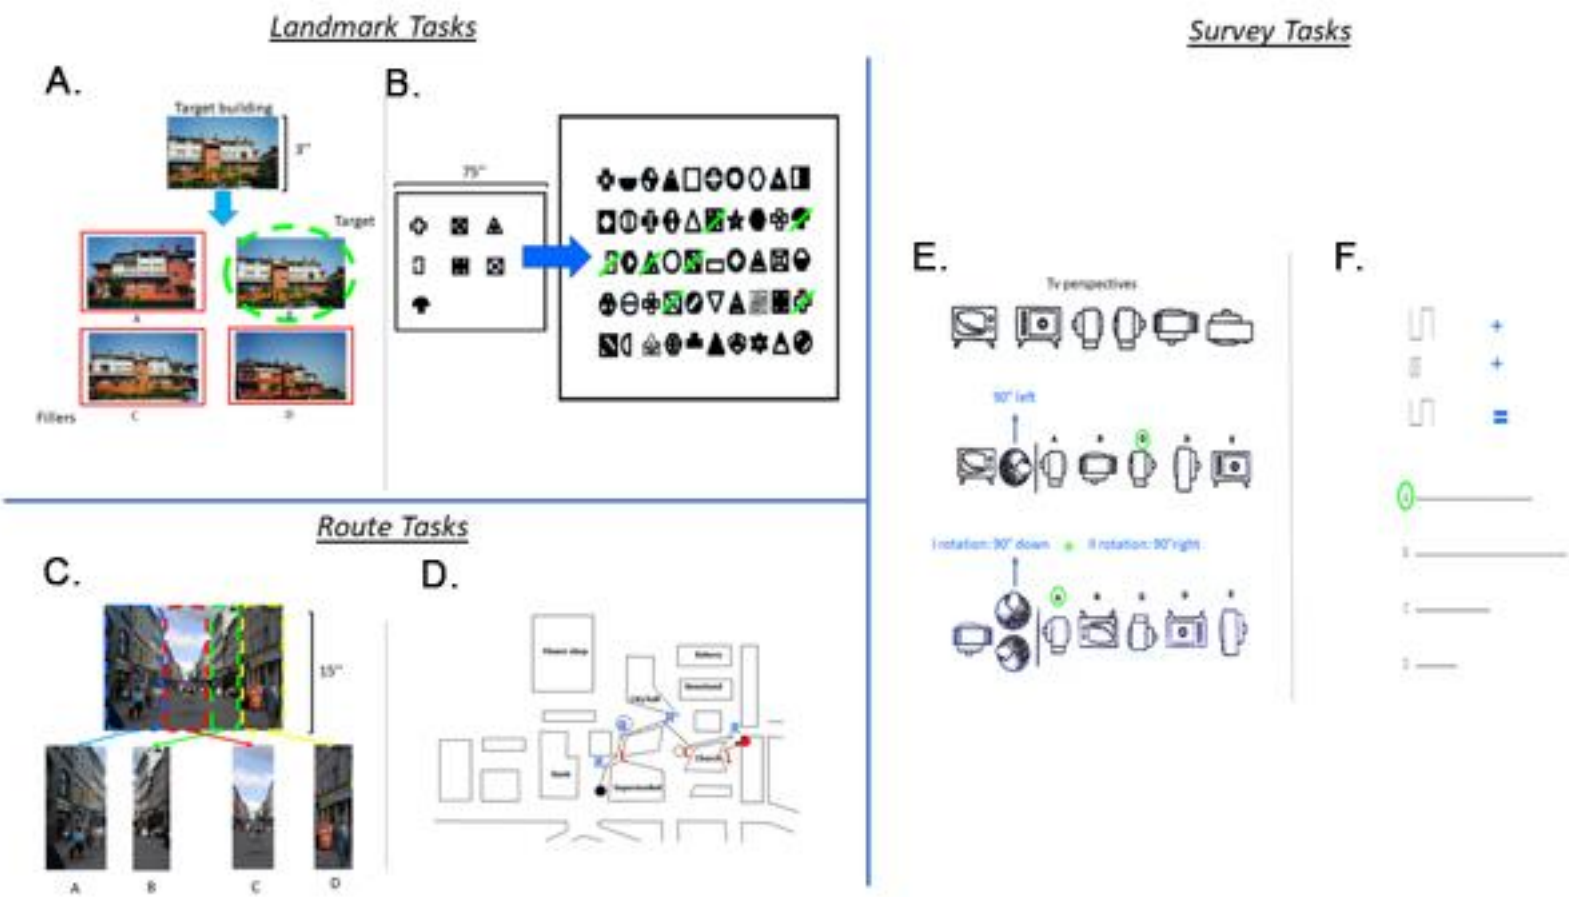 Landmark Tasks
Survey Tasks
A.
B.
Target building
3"
75"
Target
A
C
D
Fillers
Route Tasks
C.
D.
15"
A
B
C
D
Flower shop
Bakery
City hall
Bank
Church
Supermarket
E.
Tv perspectives
90° left
A
B
D
E
I rotation: 90° down + II rotation: 90° right
A
B
E
F.
+
+
=
C